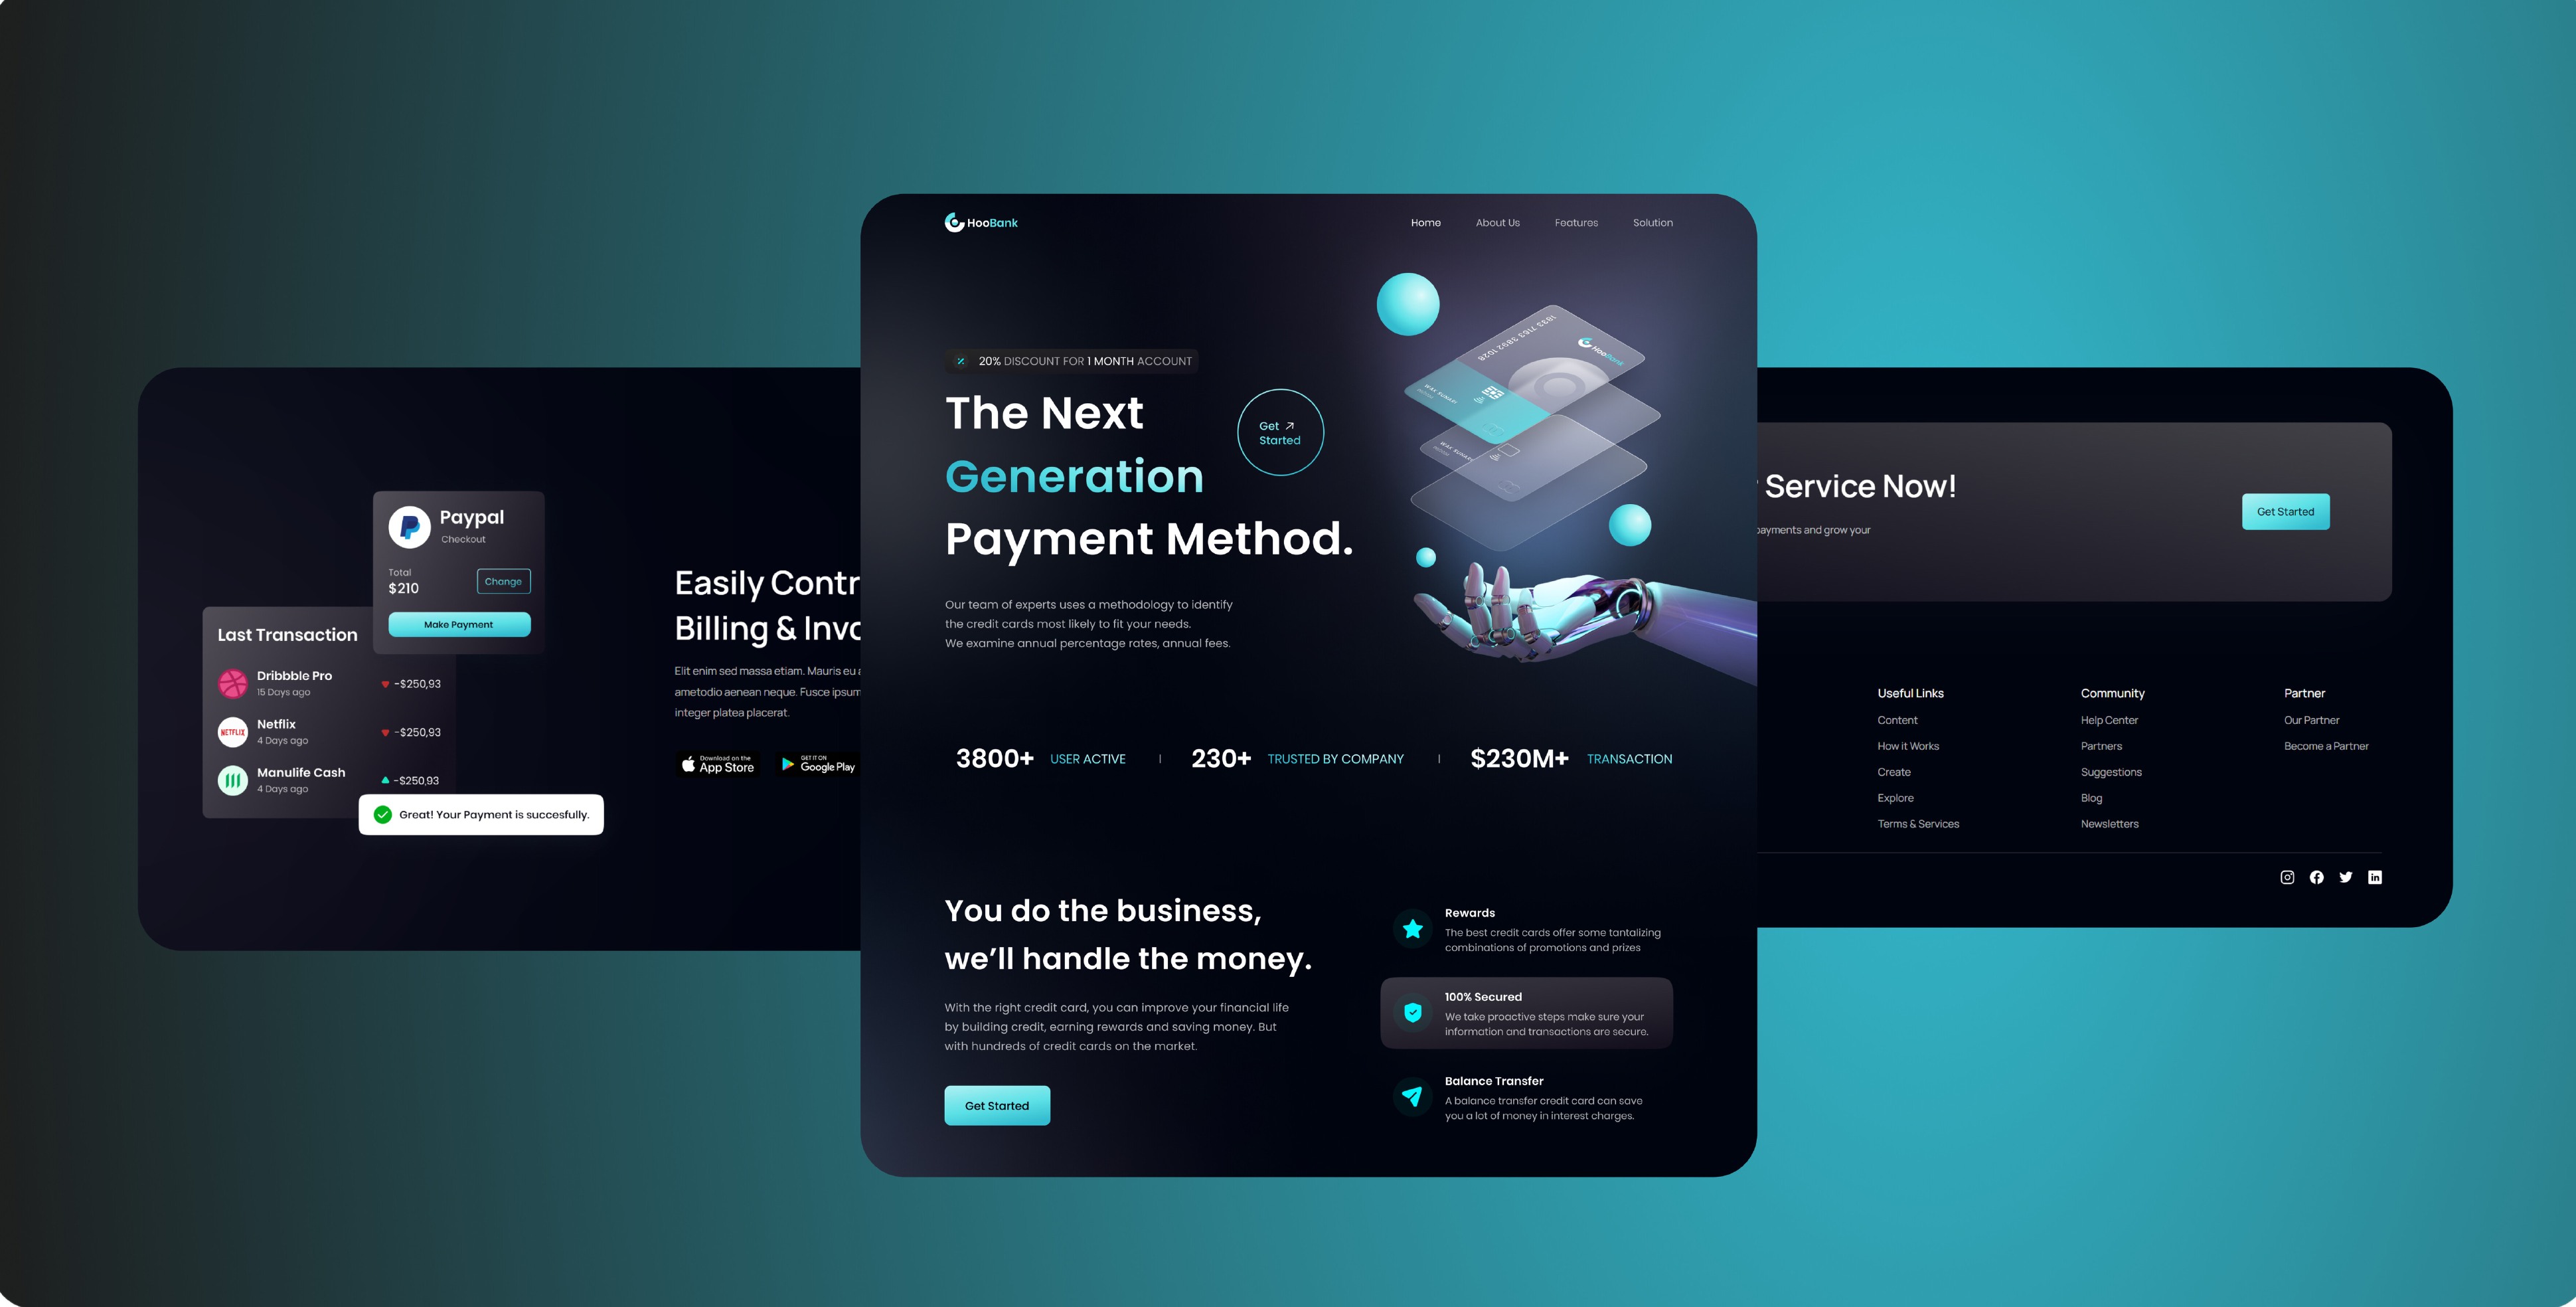 Paypal
Checkout
Total
$210
Change
Make Payment
Last Transaction
Dribbble Pro
15 Days ago
-$250,93
NETFLIX
Netflix
4 Days ago
-$250,93
Manulife Cash
4 Days ago
-$250,93
Great! Your Payment is succesfully.
Easily Contr
Billing & Invo
Elit enim sed massa etiam. Mauris eu a
ametodio aenean neque. Fusce ipsum
integer platea placerat.
Download on the
App Store
GET IT ON
Google Play
HooBank
Home
About Us
Features
Solution
20% DISCOUNT FOR 1 MONTH ACCOUNT
The Next
Generation
Payment Method.
Get
Started
Our team of experts uses a methodology to identify
the credit cards most likely to fit your needs.
We examine annual percentage rates, annual fees.
HooBank
3800+ USER ACTIVE
230+ TRUSTED BY COMPANY
$230M+ TRANSACTION
You do the business,
we’ll handle the money.
With the right credit card, you can improve your financial life
by building credit, earning rewards and saving money. But
with hundreds of credit cards on the market.
Get Started
Rewards
The best credit cards offer some tantalizing
combinations of promotions and prizes
100% Secured
We take proactive steps make sure your
information and transactions are secure.
Balance Transfer
A balance transfer credit card can save
you a lot of money in interest charges.
Service Now!
payments and grow your
Get Started
Useful Links
Content
How it Works
Create
Explore
Terms & Services
Community
Help Center
Partners
Suggestions
Blog
Newsletters
Partner
Our Partner
Become a Partner